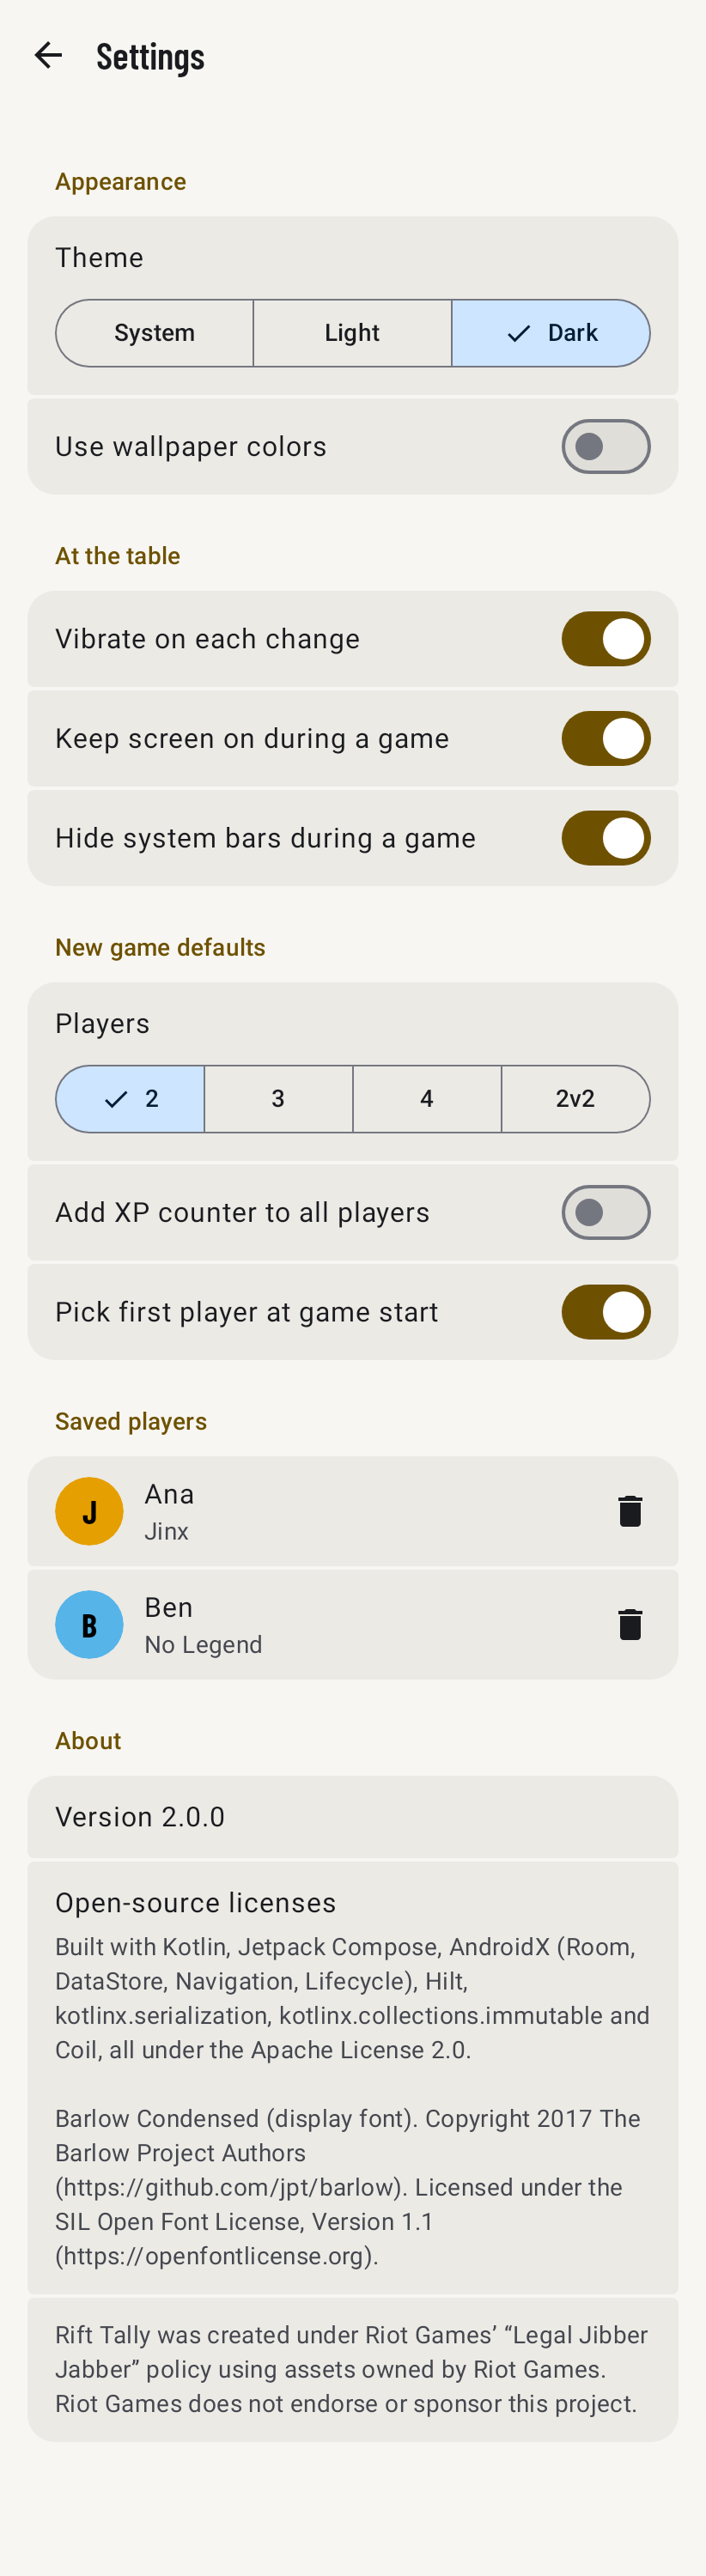 Settings
Appearance
Theme
System
Light
Dark
Use wallpaper colors
At the table
Vibrate on each change
Keep screen on during a game
Hide system bars during a game
New game defaults
Players
2
3
4
2v2
Add XP counter to all players
Pick first player at game start
Saved players
J
Ana
Jinx
B
Ben
No Legend
About
Version 2.0.0
Open-source licenses
Built with Kotlin, Jetpack Compose, AndroidX (Room,
DataStore, Navigation, Lifecycle), Hilt,
kotlinx.serialization, kotlinx.collections.immutable and
Coil, all under the Apache License 2.0.
Barlow Condensed (display font). Copyright 2017 The
Barlow Project Authors
(https://github.com/jpt/barlow). Licensed under the
SIL Open Font License, Version 1.1
(https://openfontlicense.org).
Rift Tally was created under Riot Games’ “Legal Jibber
Jabber” policy using assets owned by Riot Games.
Riot Games does not endorse or sponsor this project.